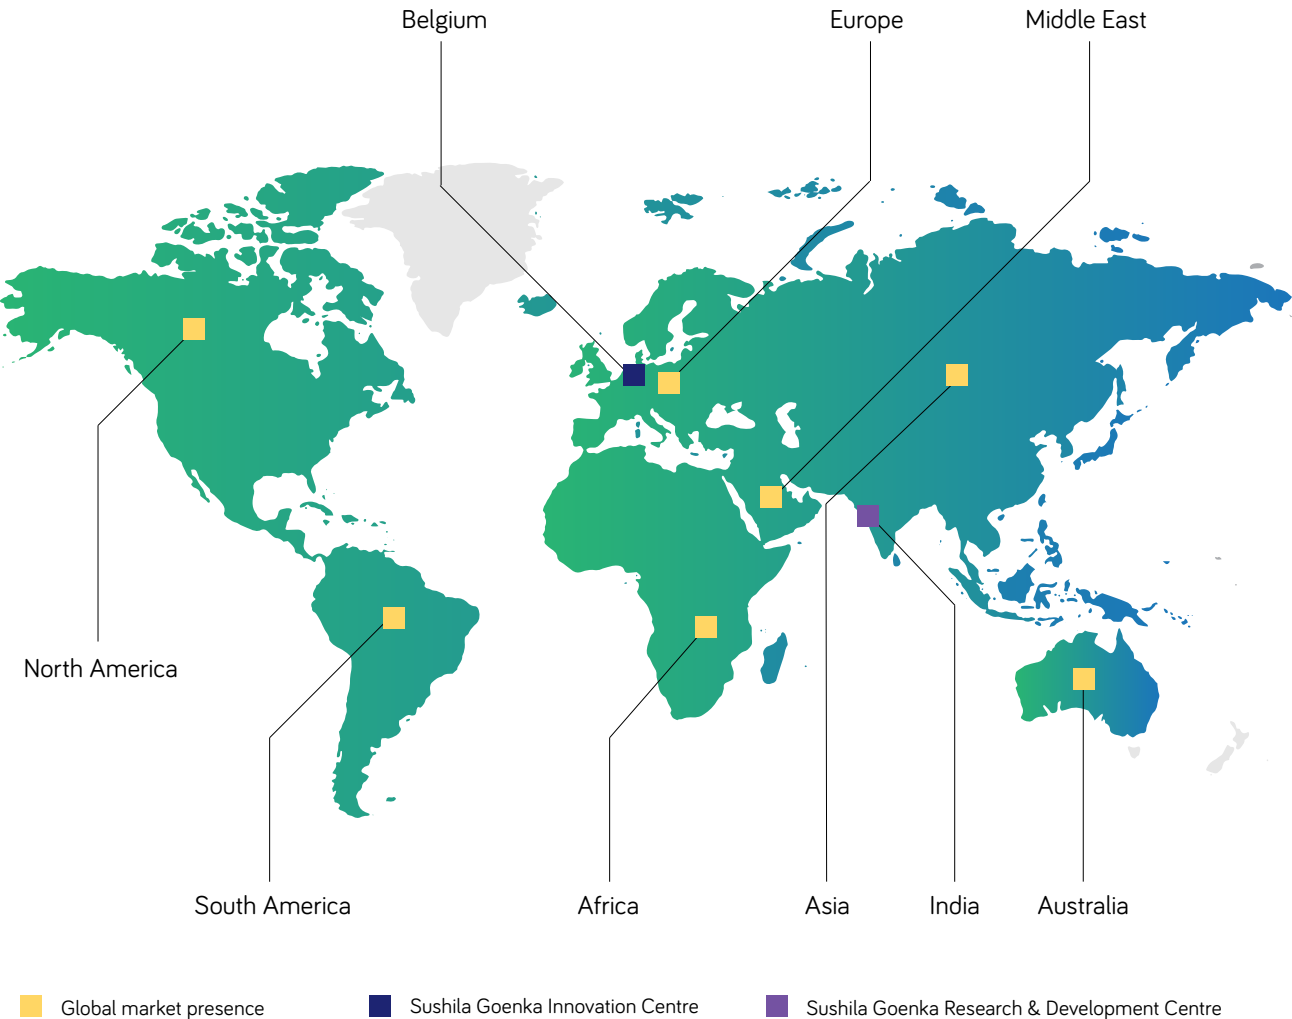 Belgium
Europe
Middle East
North America
South America
Africa
Asia
India
Australia
Global market presence
Sushila Goenka Innovation Centre
Sushila Goenka Research & Development Centre